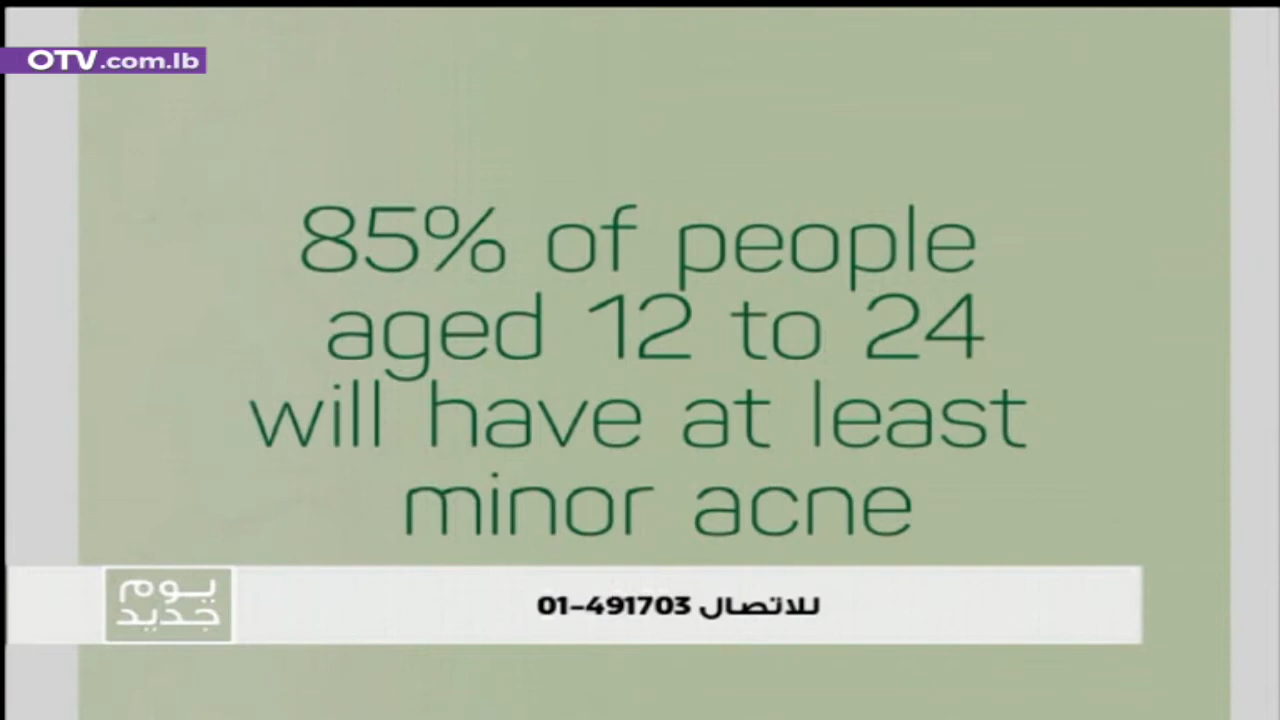 OTV.com.lb
85% of people
aged 12 to 24
will have at least
minor acne
يوم
جديد
للاتصال 01-491703